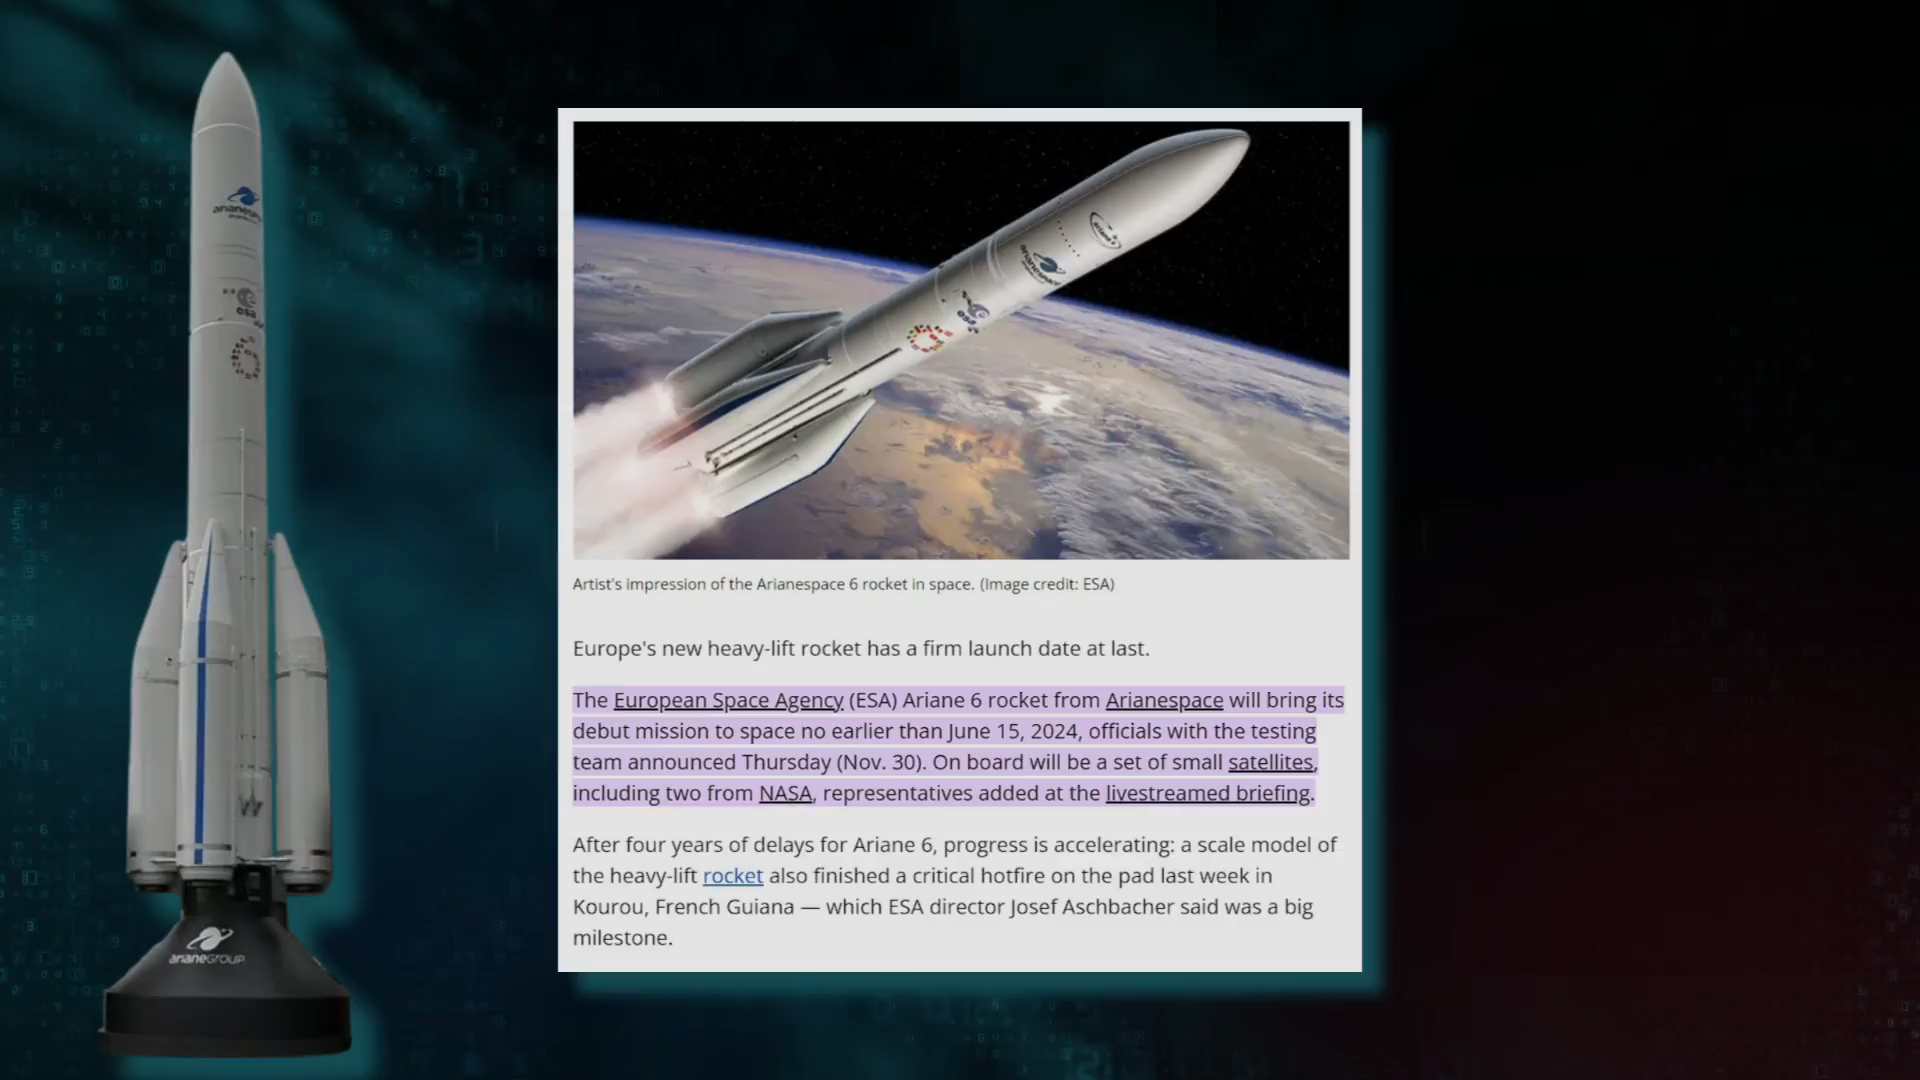 esa
arianeGROUP
arianespace
esa
Artist's impression of the Arianespace 6 rocket in space. (Image credit: ESA)
Europe's new heavy-lift rocket has a firm launch date at last.
The European Space Agency (ESA) Ariane 6 rocket from Arianespace will bring its
debut mission to space no earlier than June 15, 2024, officials with the testing
team announced Thursday (Nov. 30). On board will be a set of small satellites,
including two from NASA, representatives added at the livestreamed briefing.
After four years of delays for Ariane 6, progress is accelerating: a scale model of
the heavy-lift rocket also finished a critical hotfire on the pad last week in
Kourou, French Guiana — which ESA director Josef Aschbacher said was a big
milestone.